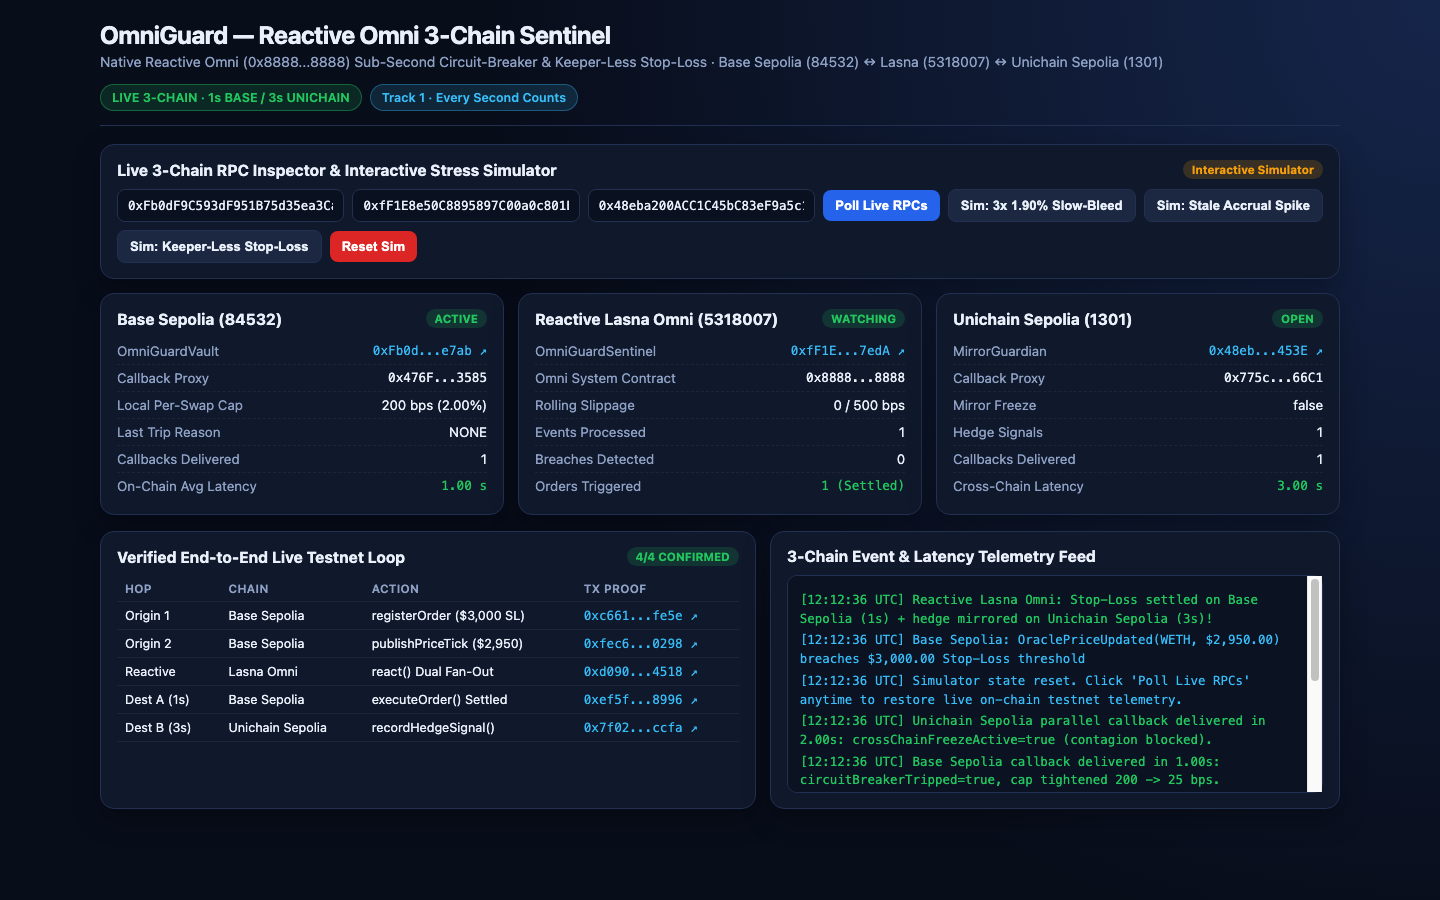 OmniGuard — Reactive Omni 3-Chain Sentinel
Native Reactive Omni (0x8888...8888) Sub-Second Circuit-Breaker & Keeper-Less Stop-Loss · Base Sepolia (84532) ↔ Lasna (5318007) ↔ Unichain Sepolia (1301)
LIVE 3-CHAIN · 1s BASE / 3s UNICHAIN
Track 1 · Every Second Counts
Live 3-Chain RPC Inspector & Interactive Stress Simulator
Interactive Simulator
0xFb0dF9C593dF951B75d35ea3C
0xfF1E8e50C8895897C00a0c801
0x48eba200ACC1C45bC83eF9a5c
Poll Live RPCs
Sim: 3x 1.90% Slow-Bleed
Sim: Stale Accrual Spike
Sim: Keeper-Less Stop-Loss
Reset Sim
Base Sepolia (84532)
ACTIVE
OmniGuardVault 0xFb0d...e7ab ↗
Callback Proxy 0x476F...3585
Local Per-Swap Cap 200 bps (2.00%)
Last Trip Reason NONE
Callbacks Delivered 1
On-Chain Avg Latency 1.00 s
Reactive Lasna Omni (5318007)
WATCHING
OmniGuardSentinel 0xfF1E...7edA ↗
Omni System Contract 0x8888...8888
Rolling Slippage 0 / 500 bps
Events Processed 1
Breaches Detected 0
Orders Triggered 1 (Settled)
Unichain Sepolia (1301)
OPEN
MirrorGuardian 0x48eb...453E ↗
Callback Proxy 0x775c...66C1
Mirror Freeze false
Hedge Signals 1
Callbacks Delivered 1
Cross-Chain Latency 3.00 s
Verified End-to-End Live Testnet Loop
4/4 CONFIRMED
HOP CHAIN ACTION TX PROOF
Origin 1 Base Sepolia registerOrder ($3,000 SL) 0xc661...fe5e ↗
Origin 2 Base Sepolia publishPriceTick ($2,950) 0xfec6...0298 ↗
Reactive Lasna Omni react() Dual Fan-Out 0xd090...4518 ↗
Dest A (1s) Base Sepolia executeOrder() Settled 0xef5f...8996 ↗
Dest B (3s) Unichain Sepolia recordHedgeSignal() 0x7f02...ccfa ↗
3-Chain Event & Latency Telemetry Feed
[12:12:36 UTC] Reactive Lasna Omni: Stop-Loss settled on Base
Sepolia (1s) + hedge mirrored on Unichain Sepolia (3s)!
[12:12:36 UTC] Base Sepolia: OraclePriceUpdated(WETH, $2,950.00)
breaches $3,000.00 Stop-Loss threshold
[12:12:36 UTC] Simulator state reset. Click 'Poll Live RPCs'
anytime to restore live on-chain testnet telemetry.
[12:12:36 UTC] Unichain Sepolia parallel callback delivered in
2.00s: crossChainFreezeActive=true (contagion blocked).
[12:12:36 UTC] Base Sepolia callback delivered in 1.00s:
circuitBreakerTripped=true, cap tightened 200 -> 25 bps.